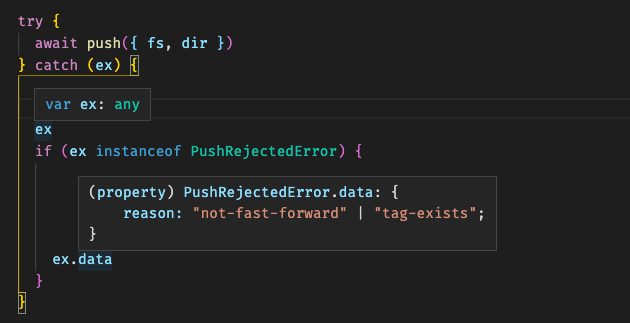 try {
await push({ fs, dir })
} catch (ex) {
var ex: any
ex
if (ex instanceof PushRejectedError) {
(property) PushRejectedError.data: {
reason: "not-fast-forward" | "tag-exists";
}
ex.data
}
}